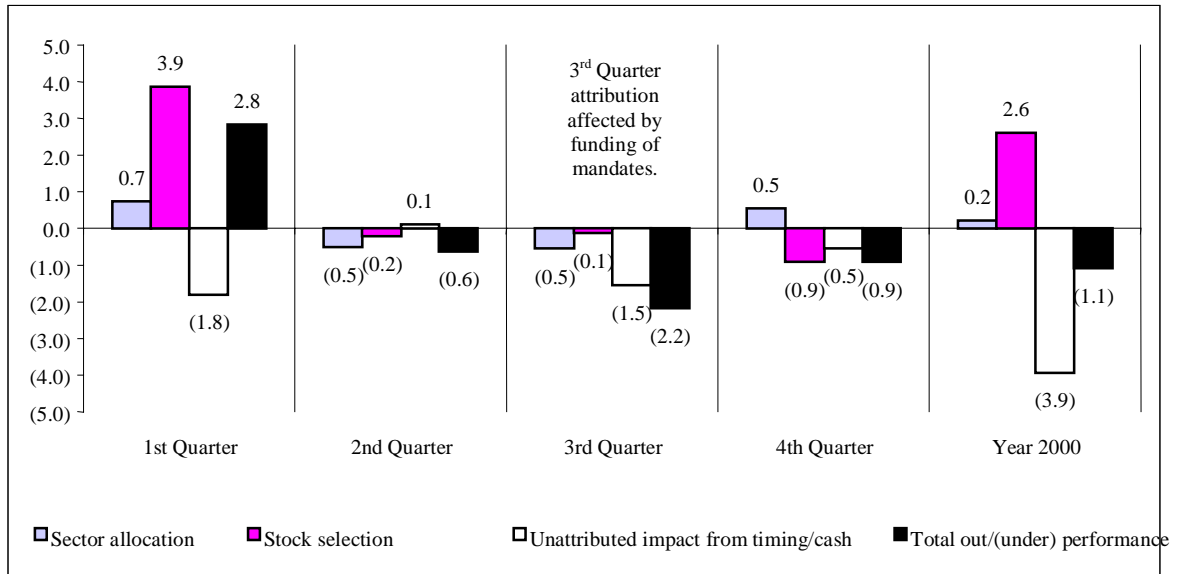 5.0
4.0
3.0
2.0
1.0
0.0
(1.0)
(2.0)
(3.0)
(4.0)
(5.0)
0.7
3.9
(1.8)
2.8
(0.5)
(0.2)
0.1
(0.6)
3rd Quarter
attribution
affected by
funding of
mandates.
(0.5)
(0.1)
(1.5)
(2.2)
0.5
(0.9)
(0.5)
(0.9)
0.2
2.6
(3.9)
(1.1)
1st Quarter
2nd Quarter
3rd Quarter
4th Quarter
Year 2000
Sector allocation
Stock selection
Unattributed impact from timing/cash
Total out/(under) performance